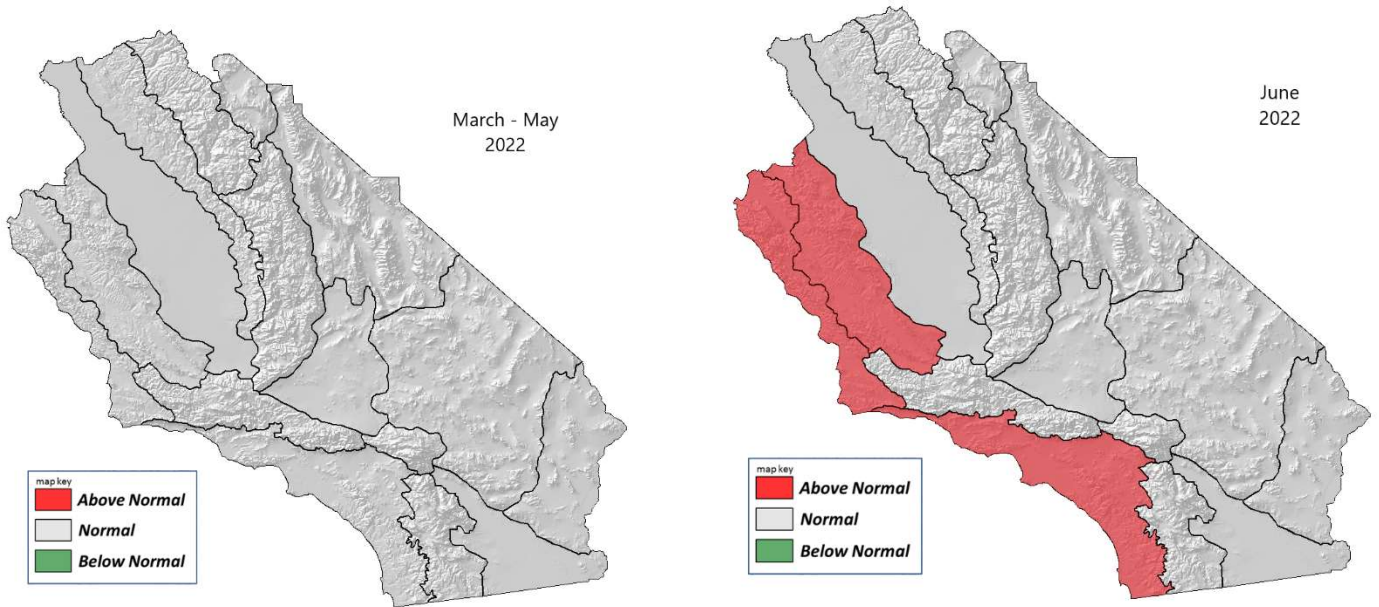 March - May
2022
map key
Above Normal
Normal
Below Normal
June
2022
map key
Above Normal
Normal
Below Normal